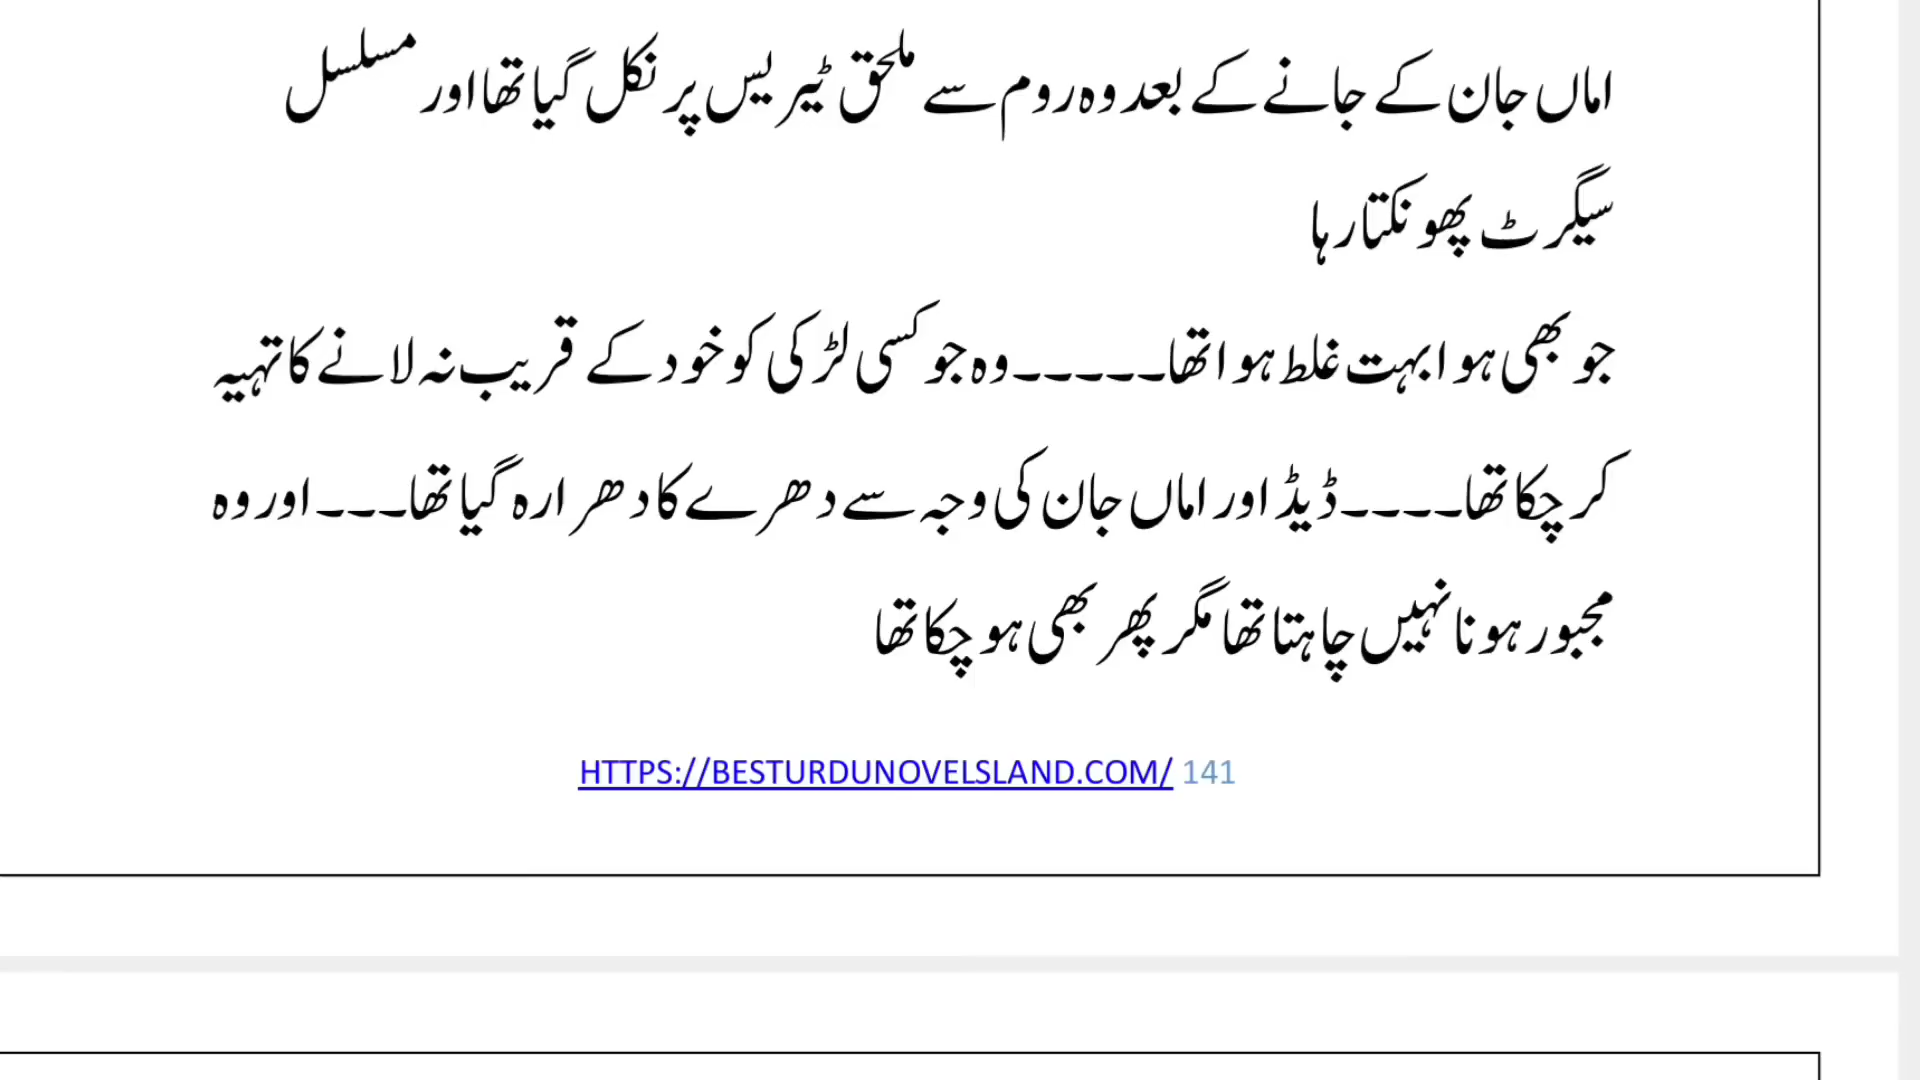 اماں جان کے جانے کے بعد وہ روم سے ملحق ٹیریس پر نکل گیا تھا اور مسلسل
سیگرٹ پھونکتا رہا
جو بھی ہوا بہت غلط ہوا تھا۔۔۔۔۔ وہ جو کسی لڑکی کو خود کے قریب نہ لانے کا تہیہ
کر چکا تھا۔۔۔۔ ڈیڈ اور اماں جان کی وجہ سے دھرے کا دھرا رہ گیا تھا۔۔۔ اور وہ
مجبور ہونا نہیں چاہتا تھا مگر پھر بھی ہو چکا تھا
HTTPS://BESTURDUNOVELSLAND.COM/ 141